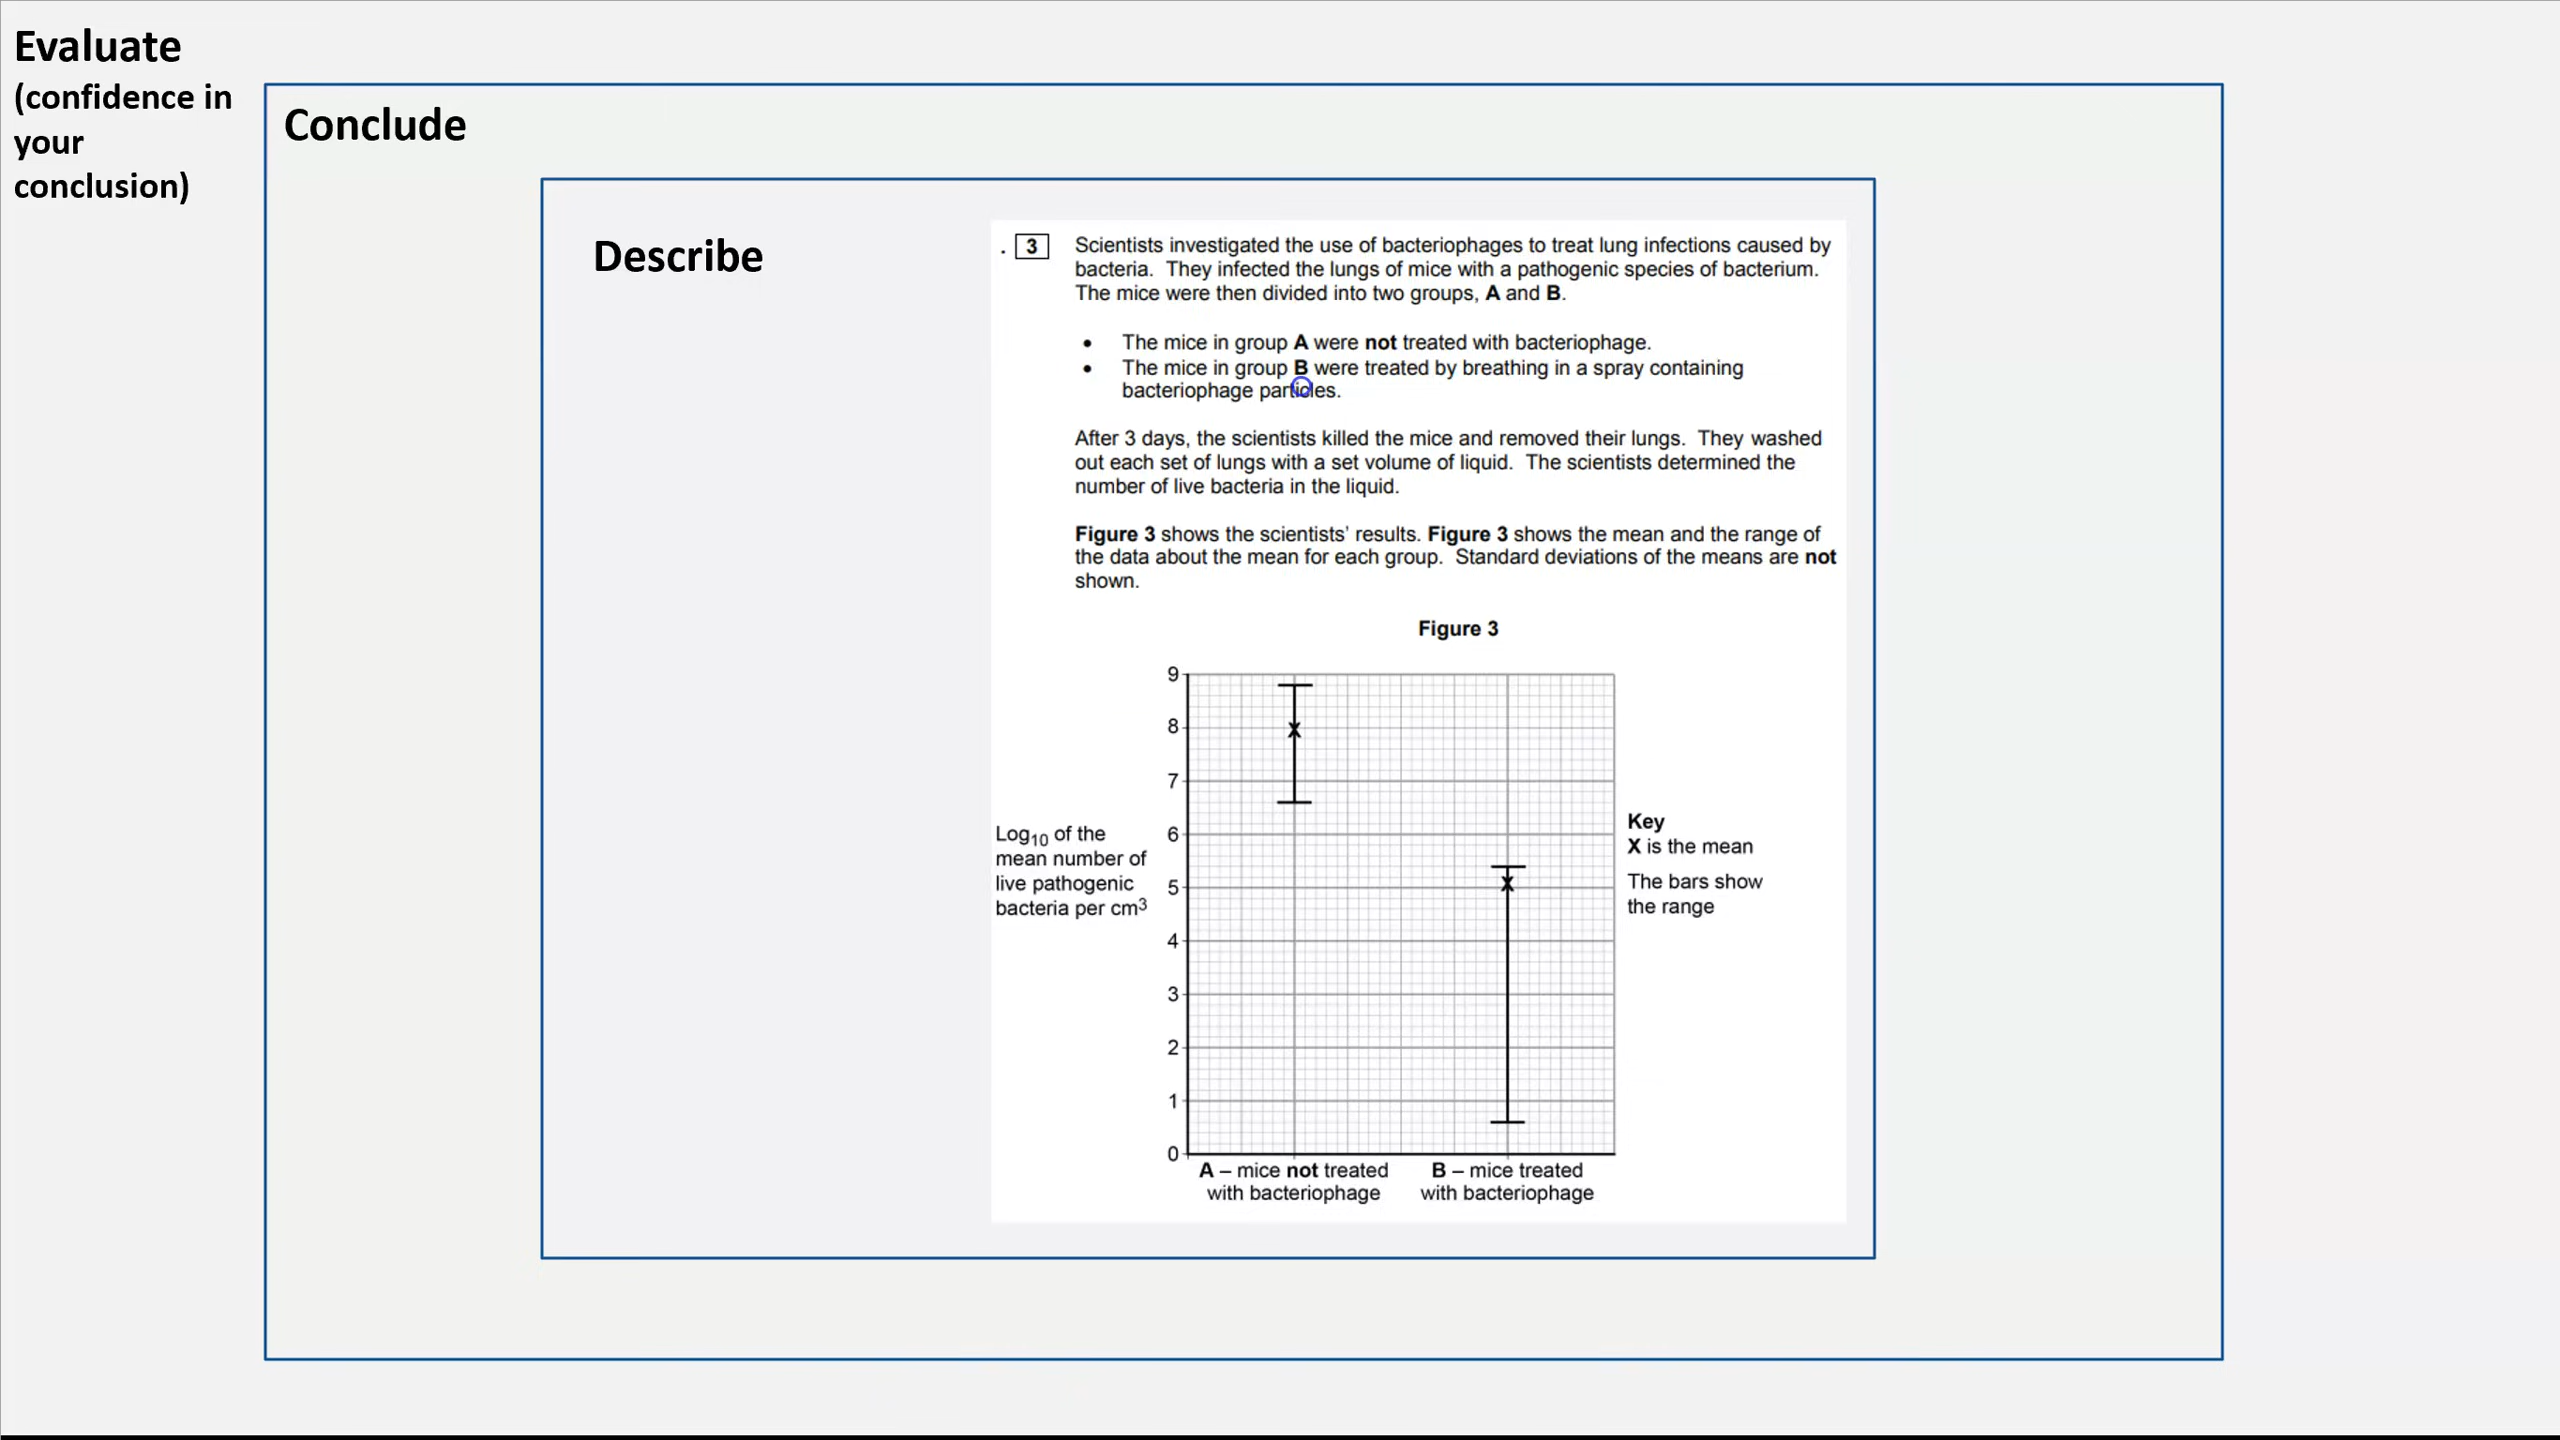 Evaluate
(confidence in
your
conclusion)
Conclude
Describe
. 3 Scientists investigated the use of bacteriophages to treat lung infections caused by
bacteria. They infected the lungs of mice with a pathogenic species of bacterium.
The mice were then divided into two groups, A and B.
• The mice in group A were not treated with bacteriophage.
• The mice in group B were treated by breathing in a spray containing
bacteriophage particles.
After 3 days, the scientists killed the mice and removed their lungs. They washed
out each set of lungs with a set volume of liquid. The scientists determined the
number of live bacteria in the liquid.
Figure 3 shows the scientists' results. Figure 3 shows the mean and the range of
the data about the mean for each group. Standard deviations of the means are not
shown.
Figure 3
9
8
7
6
5
4
3
2
1
0
Log10 of the
mean number of
live pathogenic
bacteria per cm3
Key
X is the mean
The bars show
the range
A – mice not treated
with bacteriophage
B – mice treated
with bacteriophage